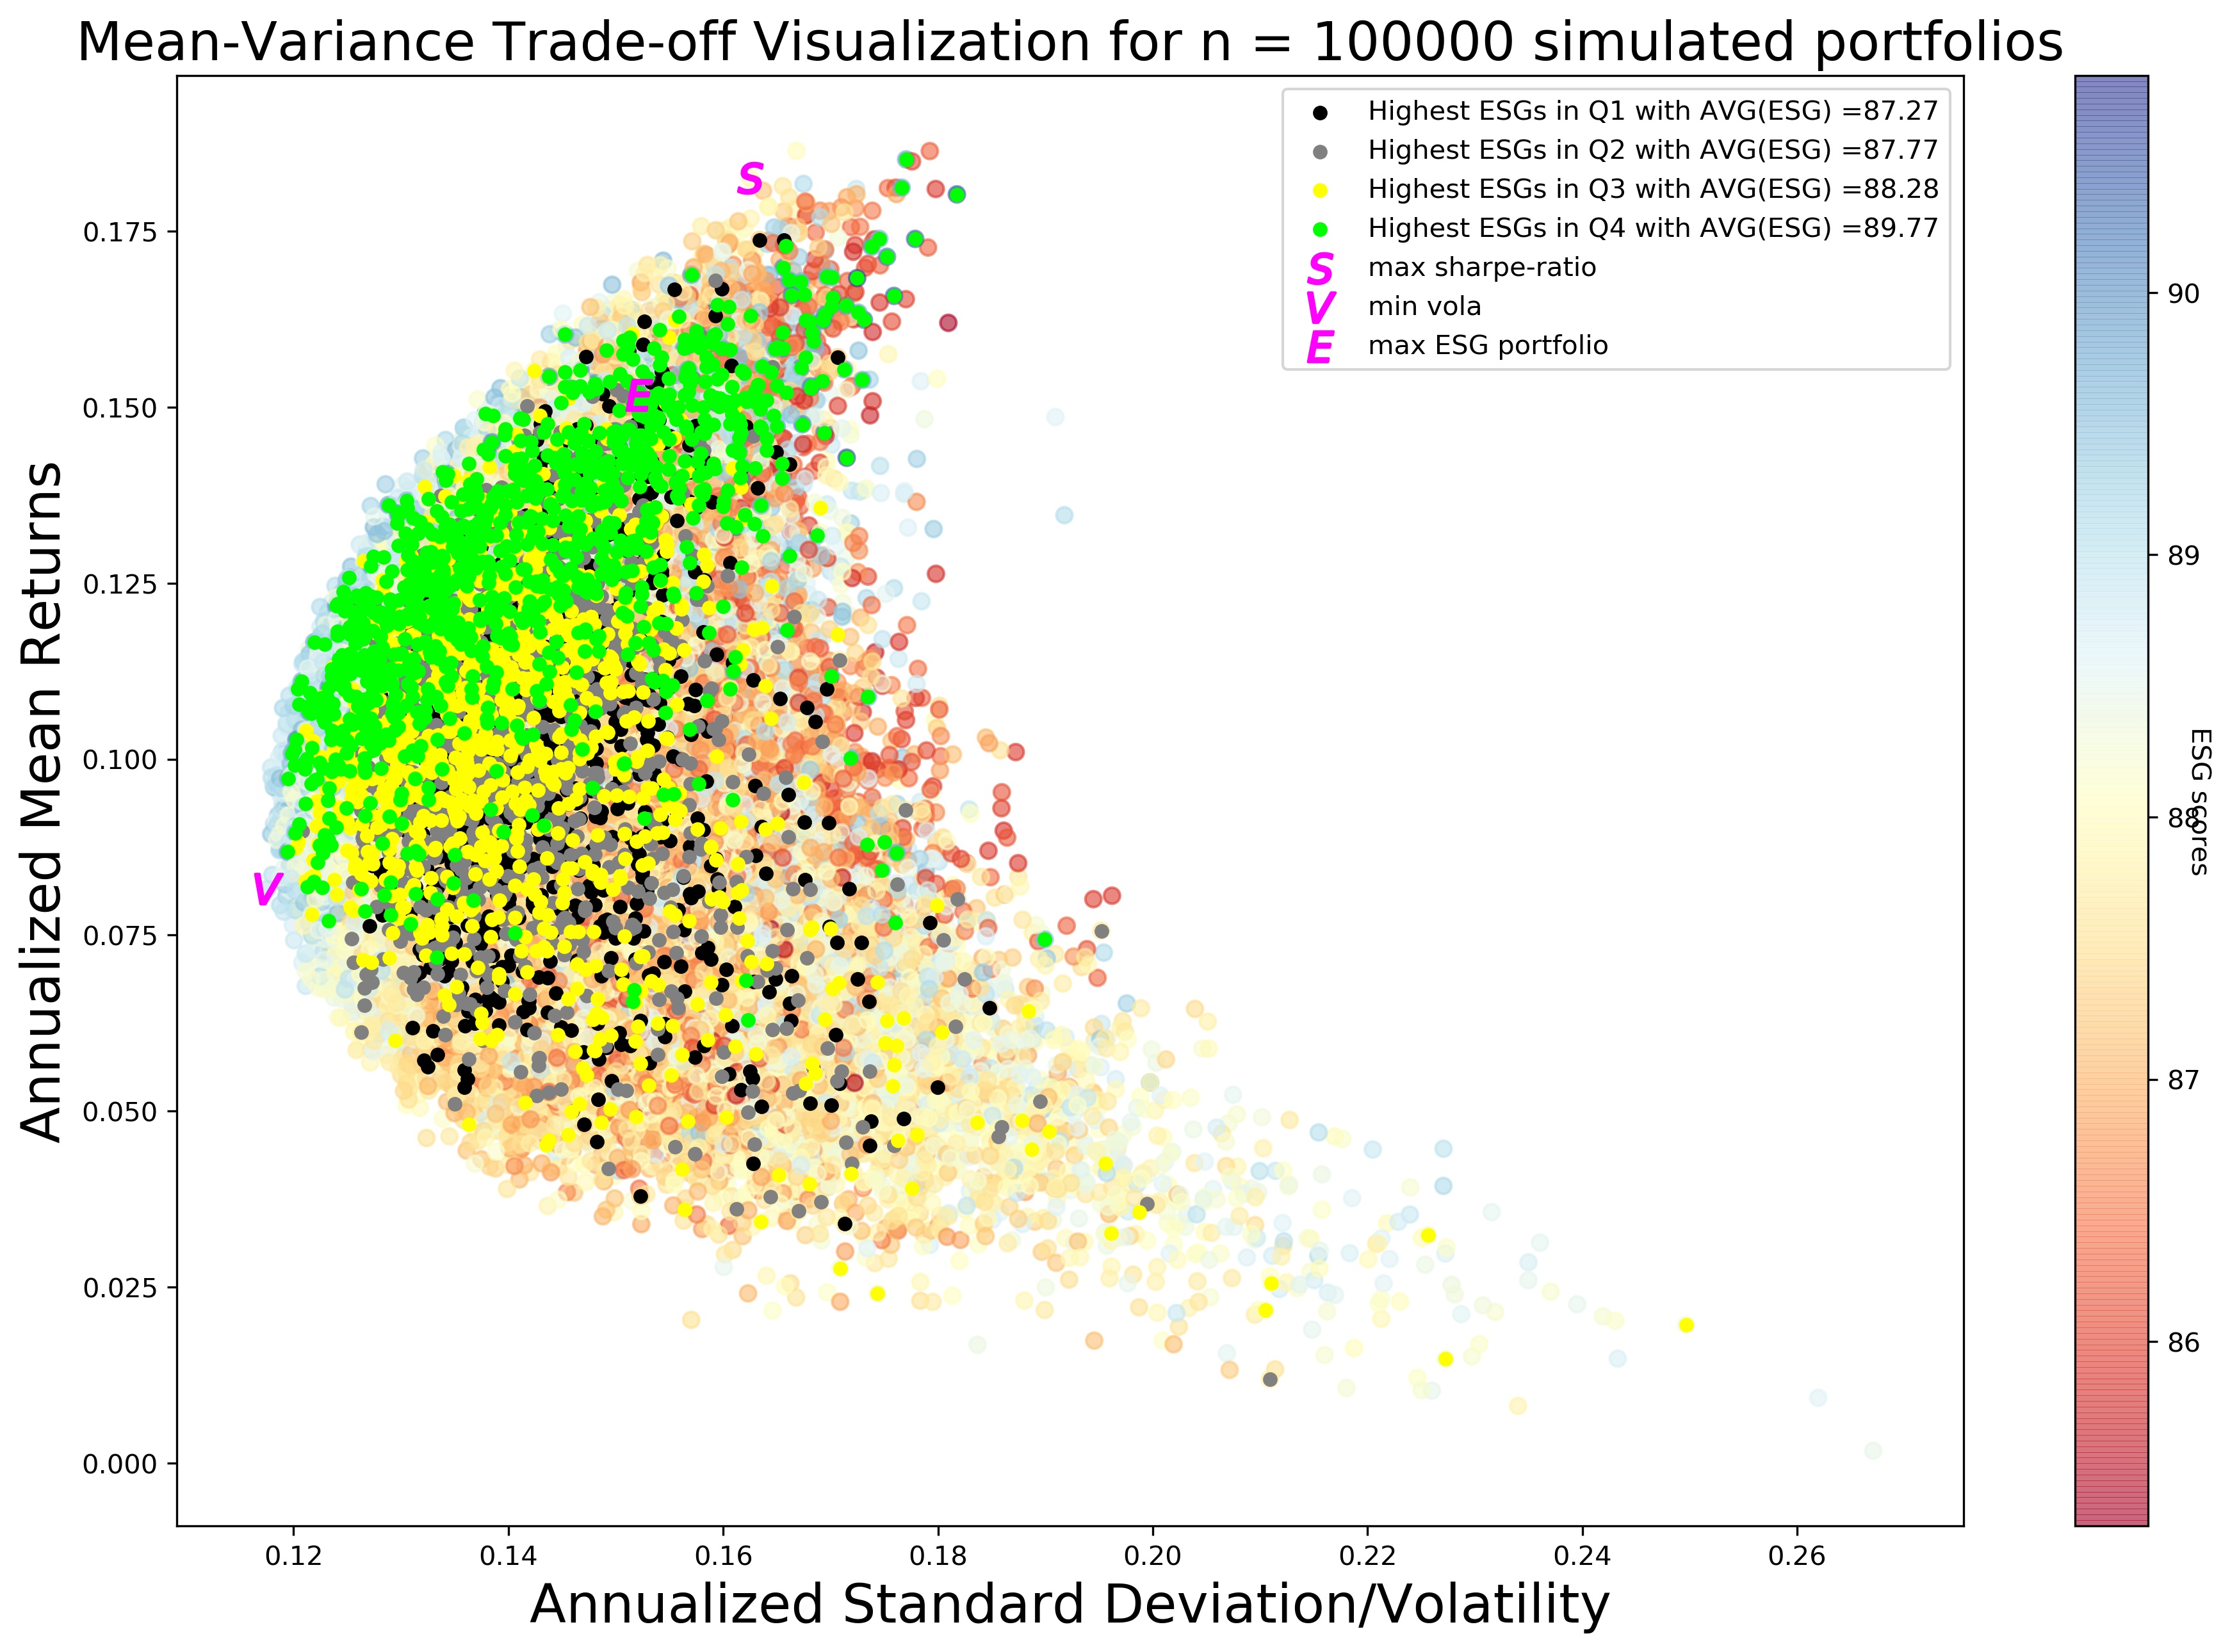 Mean-Variance Trade-off Visualization for n = 100000 simulated portfolios
Highest ESGs in Q1 with AVG(ESG) =87.27
Highest ESGs in Q2 with AVG(ESG) =87.77
Highest ESGs in Q3 with AVG(ESG) =88.28
Highest ESGs in Q4 with AVG(ESG) =89.77
S max sharpe-ratio
V min vola
E max ESG portfolio
S
E
V
Annualized Mean Returns
0.175
0.150
0.125
0.100
0.075
0.050
0.025
0.000
0.12 0.14 0.16 0.18 0.20 0.22 0.24 0.26
Annualized Standard Deviation/Volatility
90
89
88
87
86
ESG scores